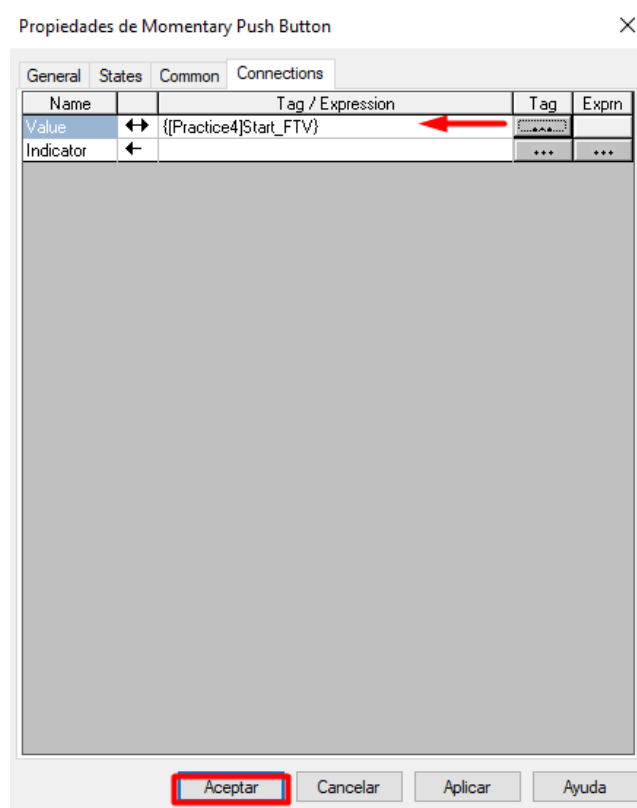 Propiedades de Momentary Push Button
General States Common Connections
Name Tag / Expression Tag Exprn
Value {[Practice4]Start_FTV} ...
Indicator ... ...
Aceptar Cancelar Aplicar Ayuda